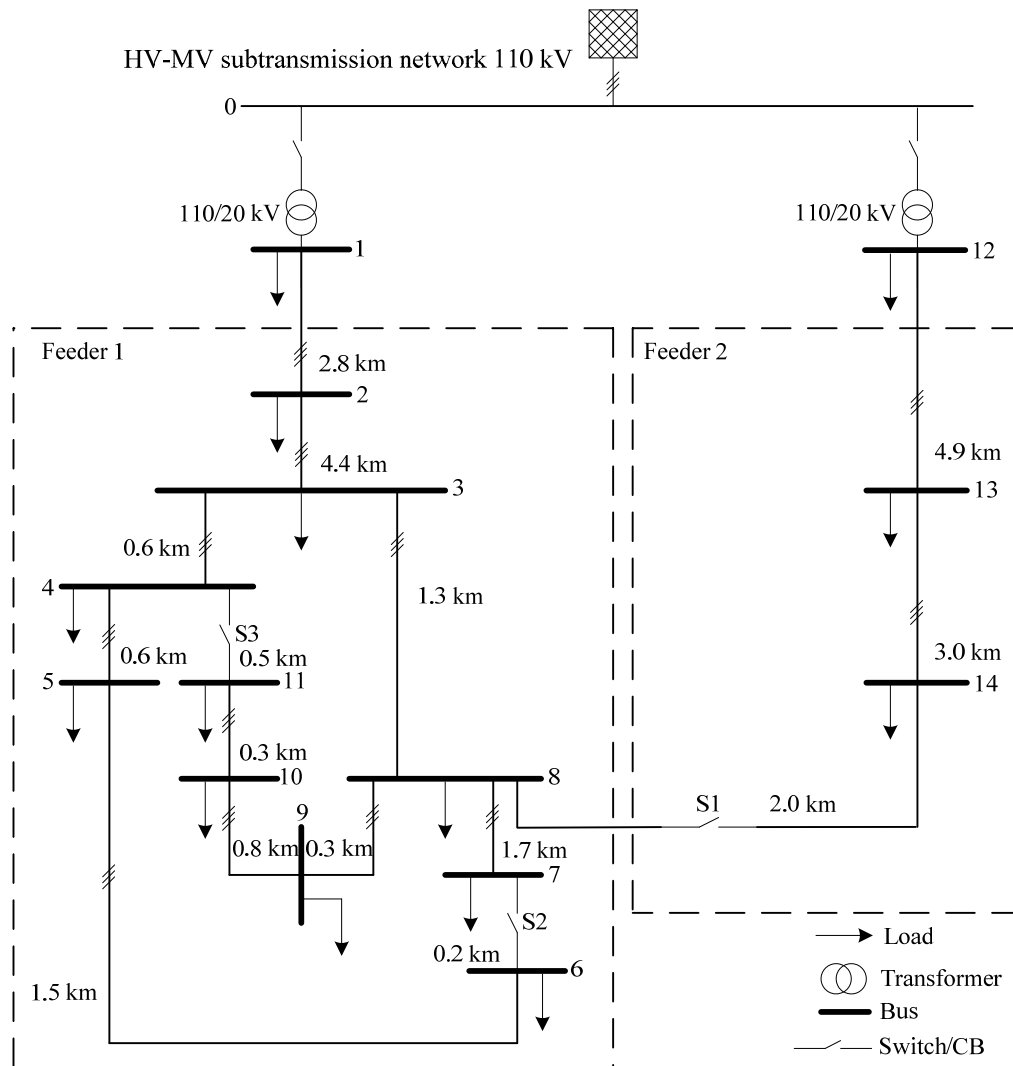 HV-MV subtransmission network 110 kV
0
110/20 kV
110/20 kV
1
12
Feeder 1
Feeder 2
2.8 km
2
4.4 km
4.9 km
3
13
0.6 km
4
1.3 km
S3
0.6 km
0.5 km
3.0 km
5
11
14
0.3 km
10
8
9
S1
2.0 km
0.8 km
0.3 km
1.7 km
7
S2
Load
0.2 km
6
Transformer
1.5 km
Bus
Switch/CB